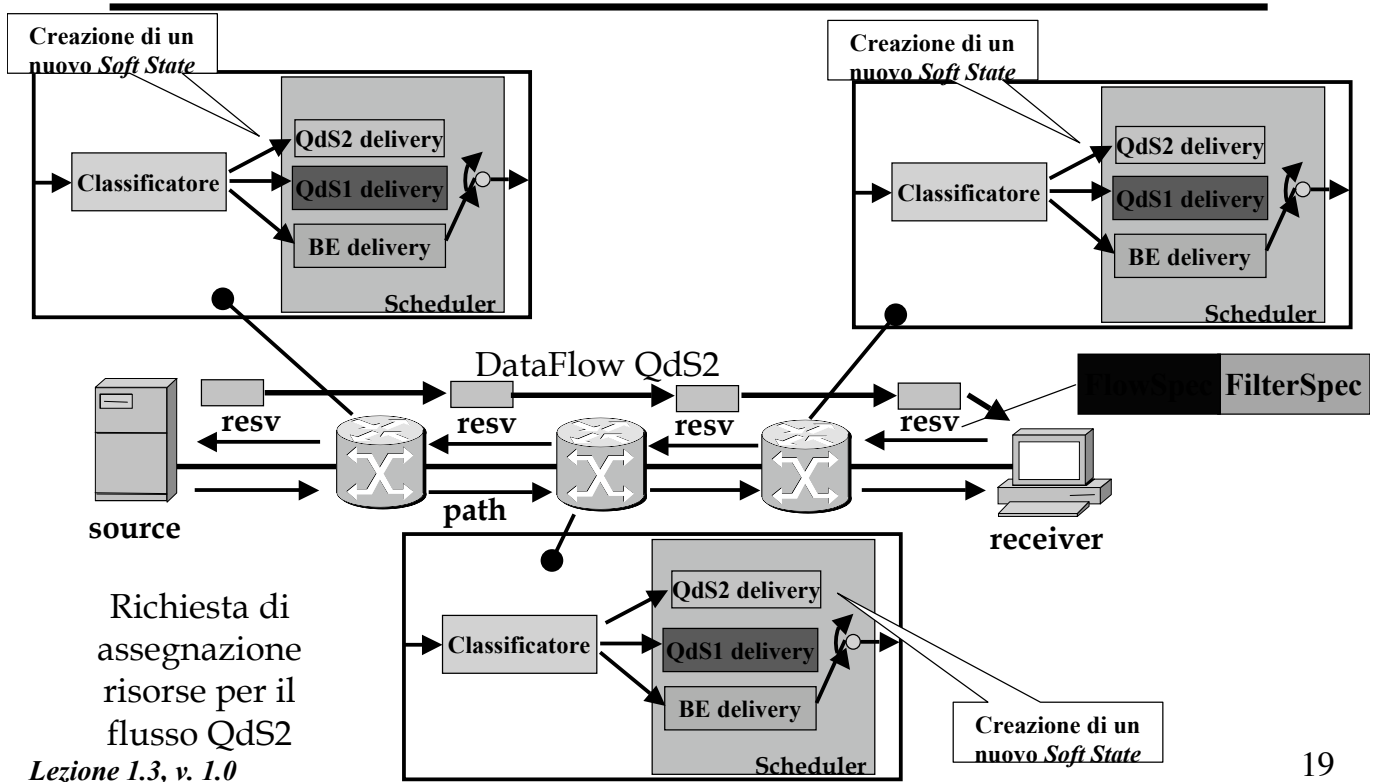 Creazione di un
nuovo Soft State
Classificatore
QdS2 delivery
QdS1 delivery
BE delivery
Scheduler
Creazione di un
nuovo Soft State
Classificatore
QdS2 delivery
QdS1 delivery
BE delivery
Scheduler
DataFlow QdS2
FlowSpec FilterSpec
resv
resv
resv
resv
path
source
receiver
Richiesta di
assegnazione
risorse per il
flusso QdS2
Classificatore
QdS2 delivery
QdS1 delivery
BE delivery
Scheduler
Creazione di un
nuovo Soft State
Lezione 1.3, v. 1.0
19